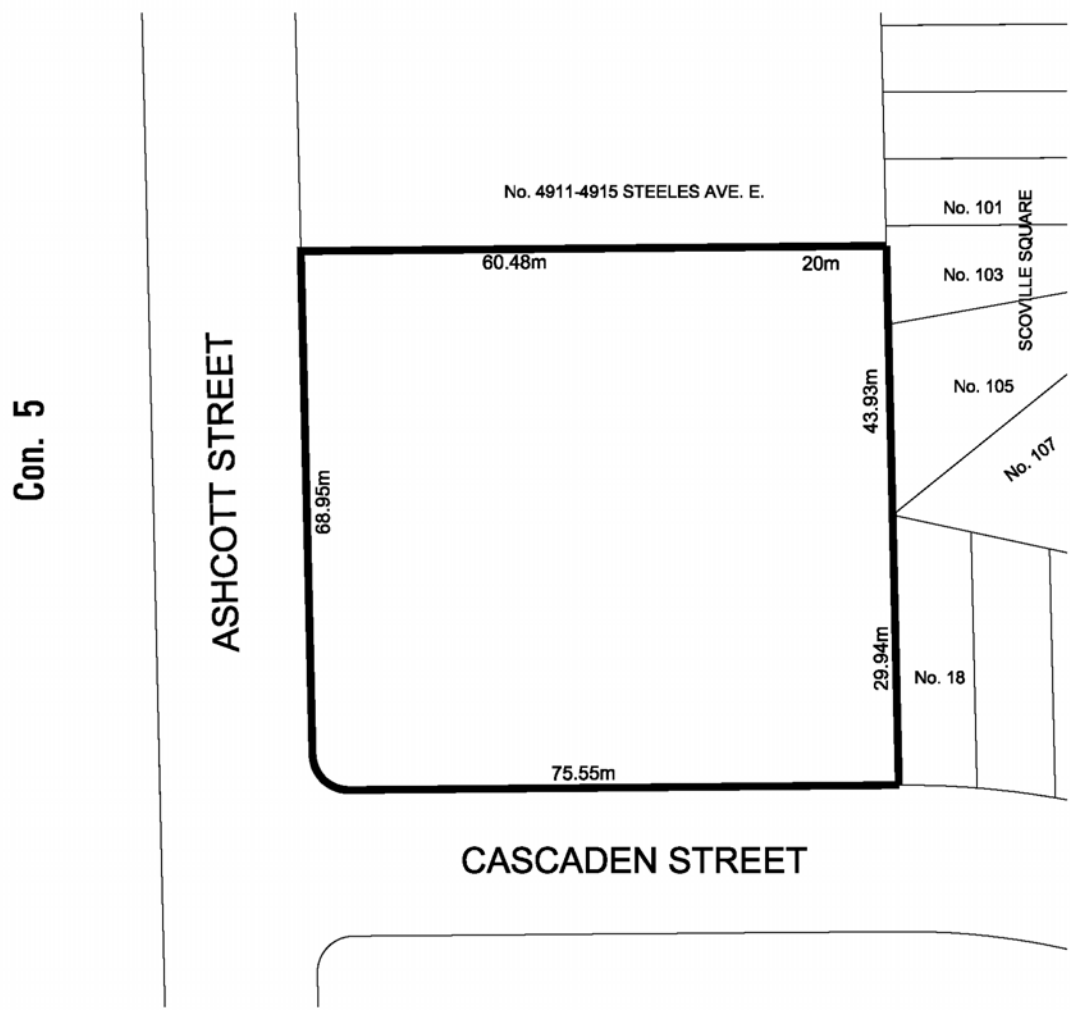 No. 4911-4915 STEELES AVE. E.
No. 101
SCOVILLE SQUARE
60.48m
20m
No. 103
43.93m
No. 105
Con. 5
ASHCOTT STREET
68.95m
No. 107
29.94m
No. 18
75.55m
CASCADEN STREET